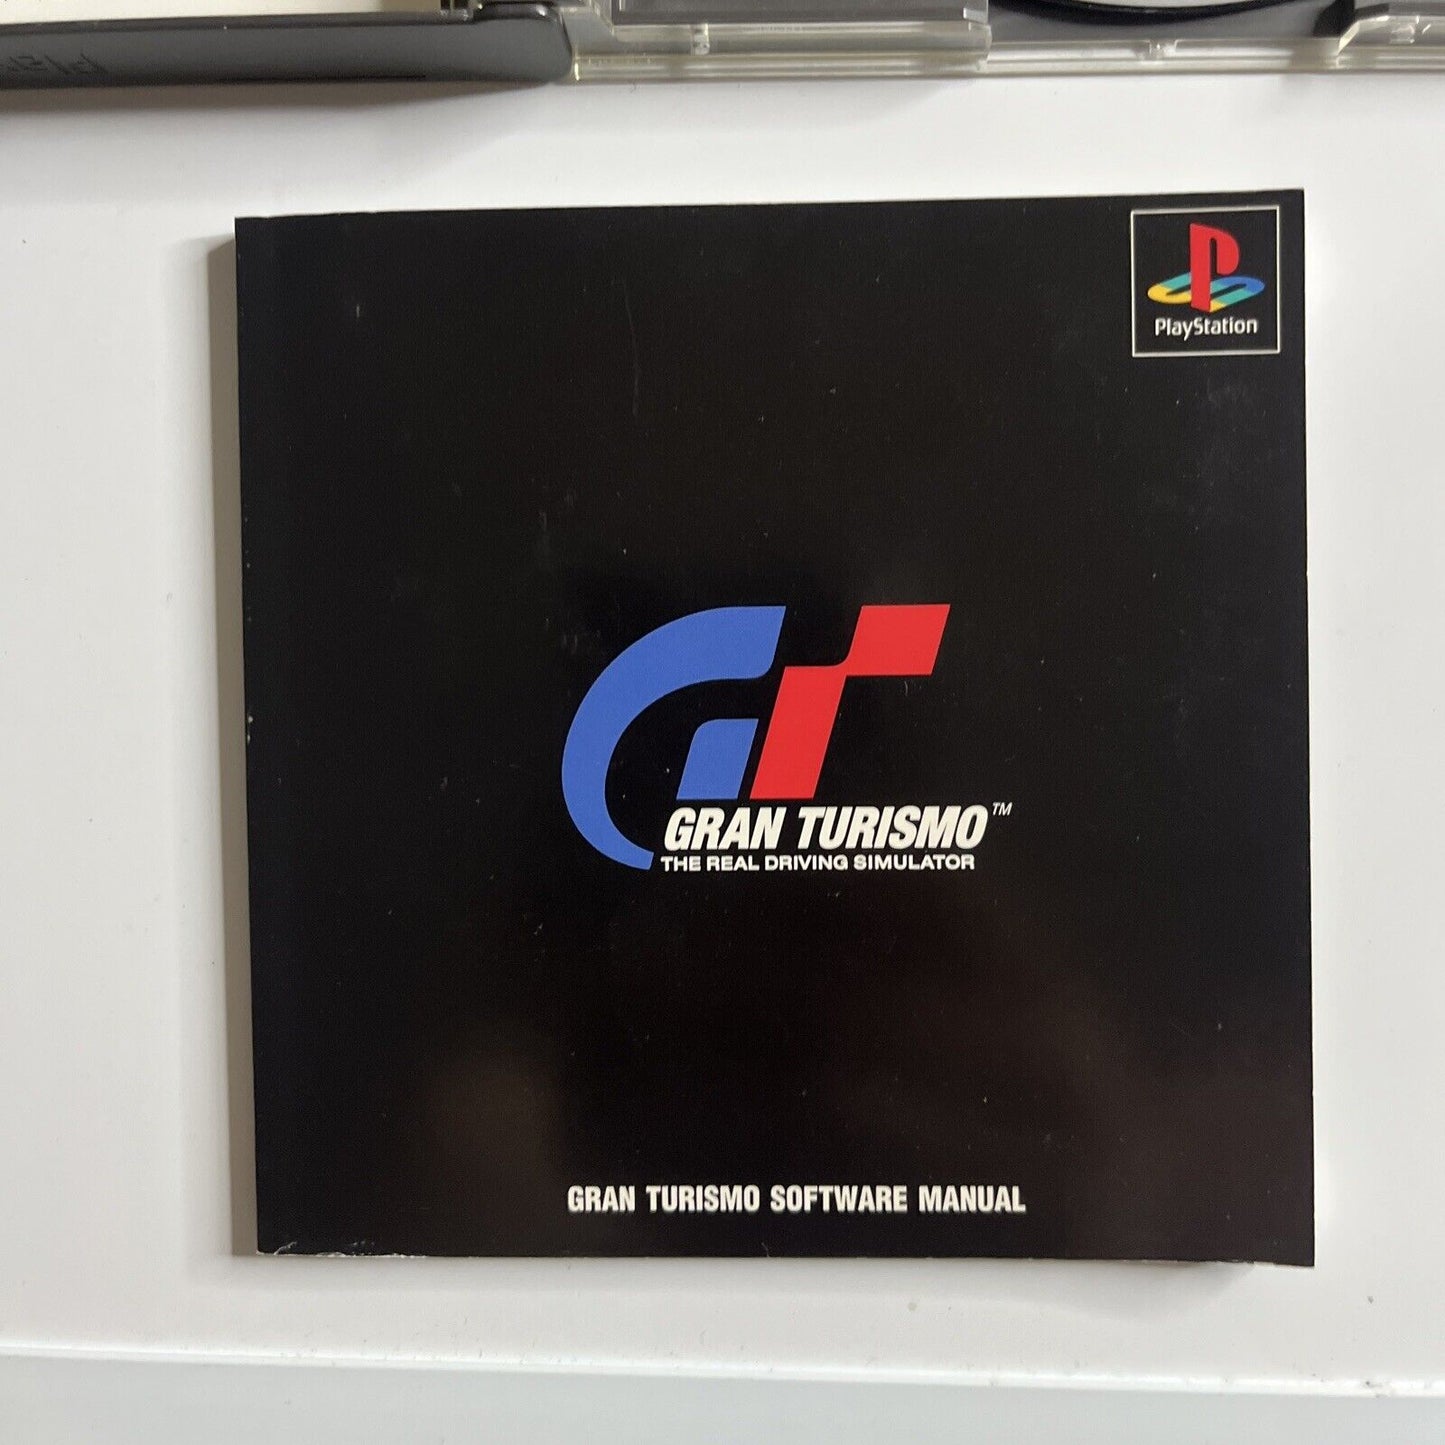 PlayStation
GRAN TURISMO™
THE REAL DRIVING SIMULATOR
GRAN TURISMO SOFTWARE MANUAL